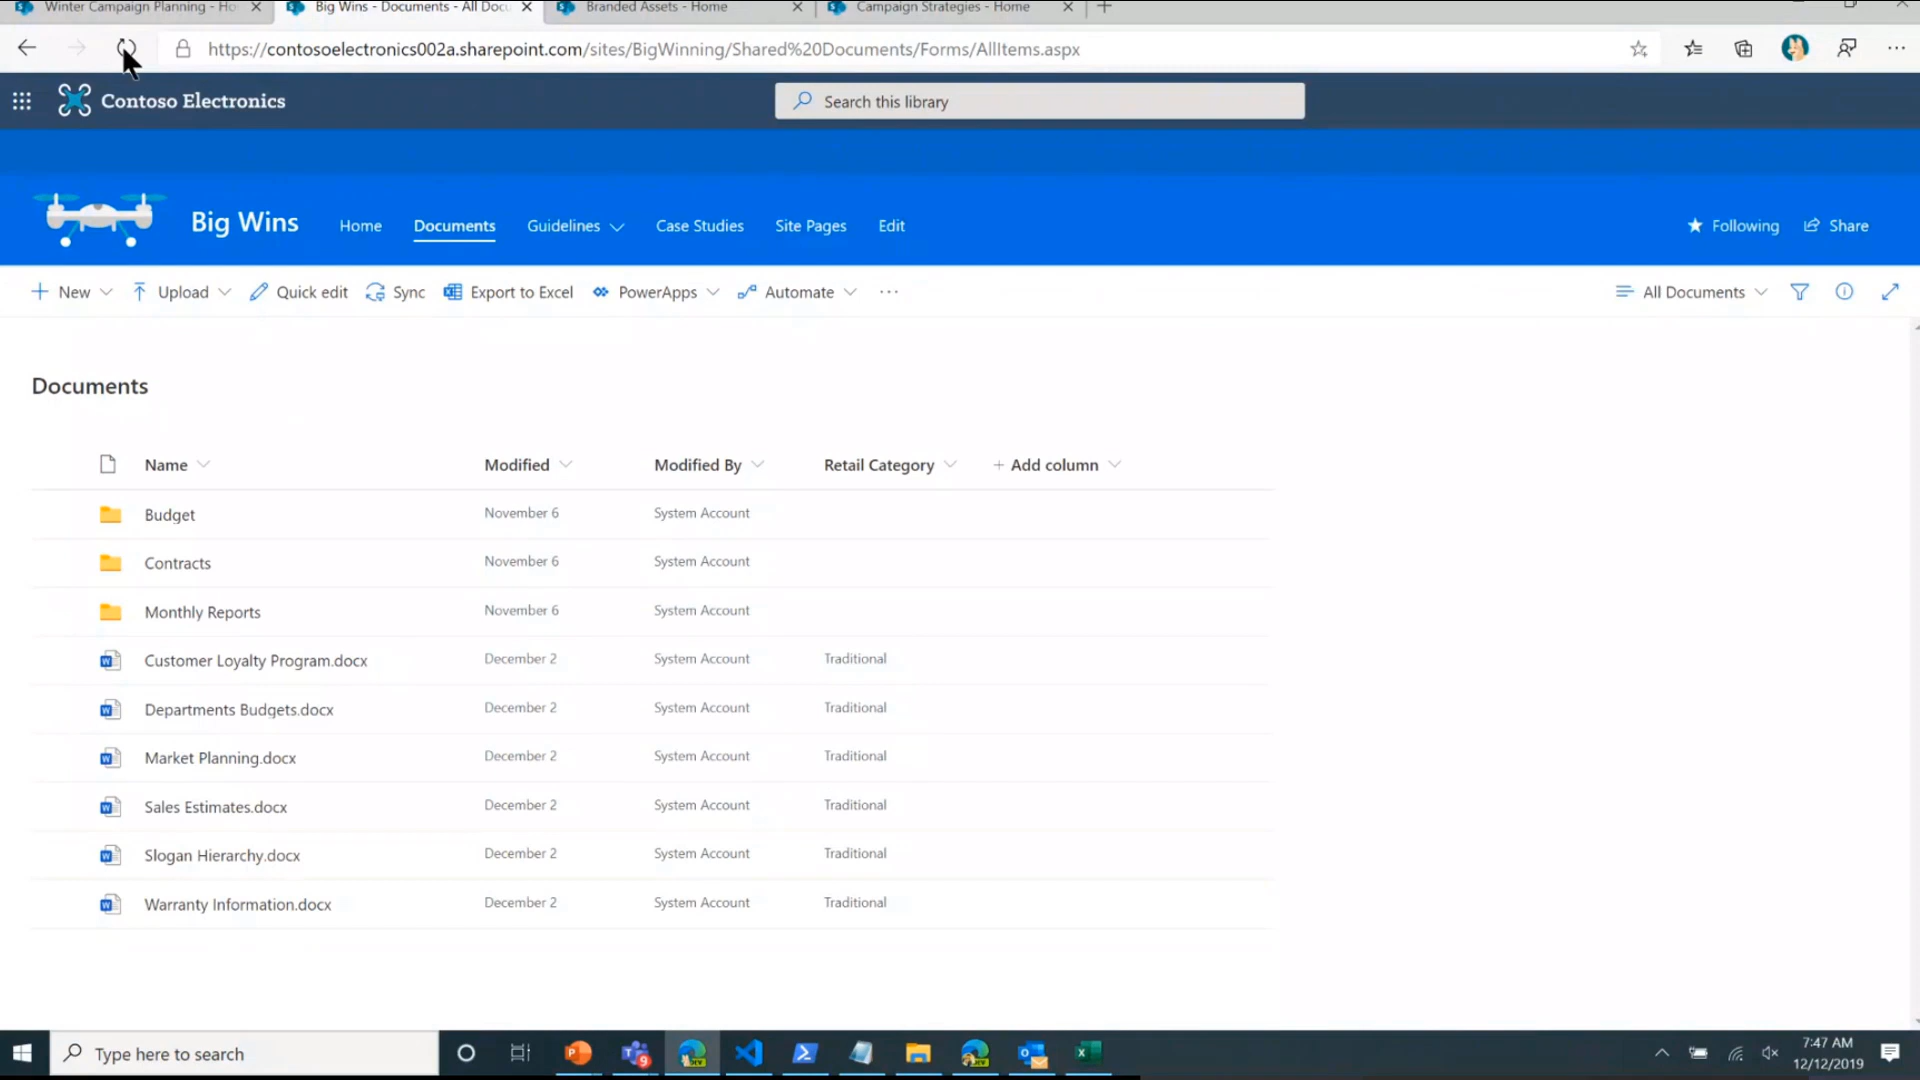 Winter Campaign Planning - Ho
Big Wins - Documents - All Docu
Branded Assets - Home
Campaign Strategies - Home
https://contosoelectronics002a.sharepoint.com/sites/BigWinning/Shared%20Documents/Forms/AllItems.aspx
Contoso Electronics
Search this library
Big Wins
Home
Documents
Guidelines
Case Studies
Site Pages
Edit
Following
Share
New
Upload
Quick edit
Sync
Export to Excel
PowerApps
Automate
All Documents
Documents
Name Modified Modified By Retail Category + Add column
Budget November 6 System Account
Contracts November 6 System Account
Monthly Reports November 6 System Account
Customer Loyalty Program.docx December 2 System Account Traditional
Departments Budgets.docx December 2 System Account Traditional
Market Planning.docx December 2 System Account Traditional
Sales Estimates.docx December 2 System Account Traditional
Slogan Hierarchy.docx December 2 System Account Traditional
Warranty Information.docx December 2 System Account Traditional
Type here to search
7:47 AM
12/12/2019